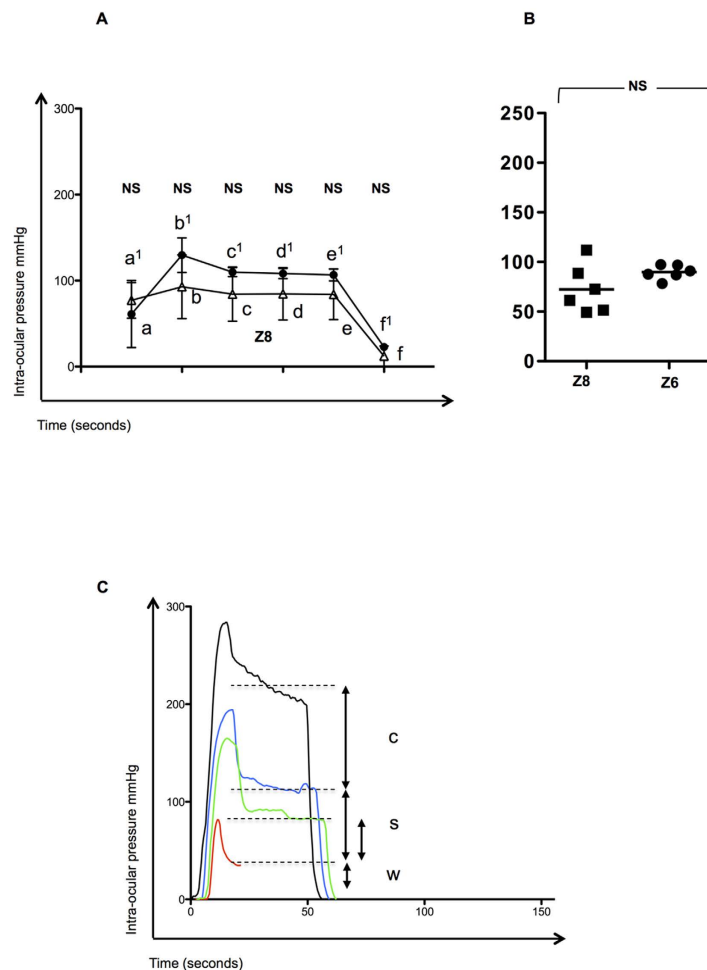 A
B
NS
300
250
NS NS NS NS NS NS
200
200
b¹
a¹ c¹ d¹ e¹
150
100
b c d e
a
Z8
f¹
f
0
100
50
0
Z8 Z6
Intra-ocular pressure mmHg
Time (seconds)
C
300
200
100
0
0 50 100 150
C
S
W
Intra-ocular pressure mmHg
Time (seconds)